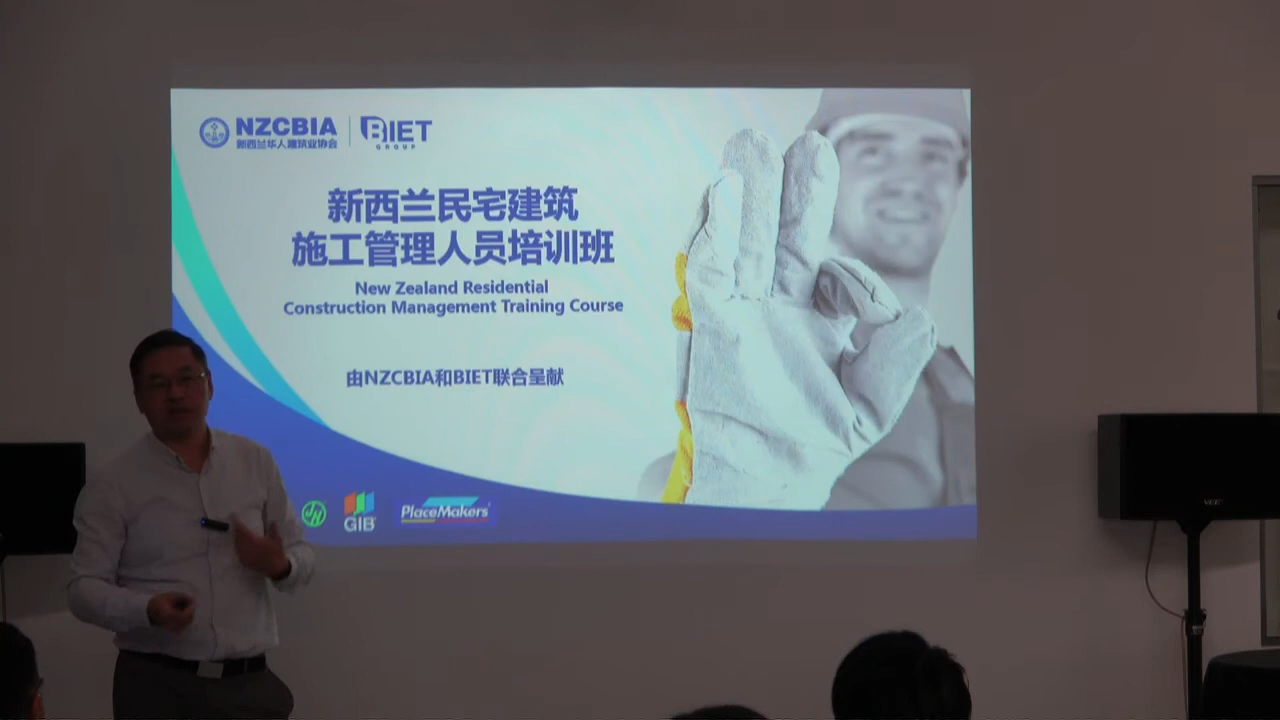 NZCBIA
新西兰华人建筑业协会
BIET
GROUP
新西兰民宅建筑
施工管理人员培训班
New Zealand Residential
Construction Management Training Course
由NZCBIA和BIET联合呈献
JH
GIB
PlaceMakers